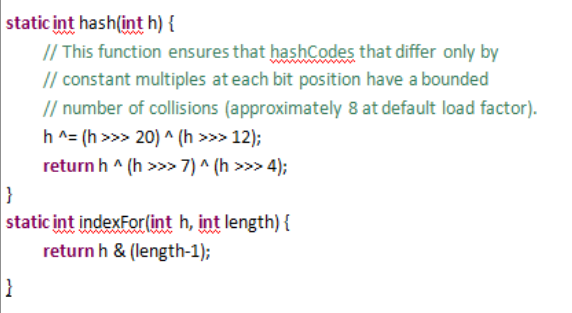 static int hash(int h) {
// This function ensures that hashCodes that differ only by
// constant multiples at each bit position have a bounded
// number of collisions (approximately 8 at default load factor).
h ^= (h >>> 20) ^ (h >>> 12);
return h ^ (h >>> 7) ^ (h >>> 4);
}
static int indexFor(int h, int length) {
return h & (length-1);
}